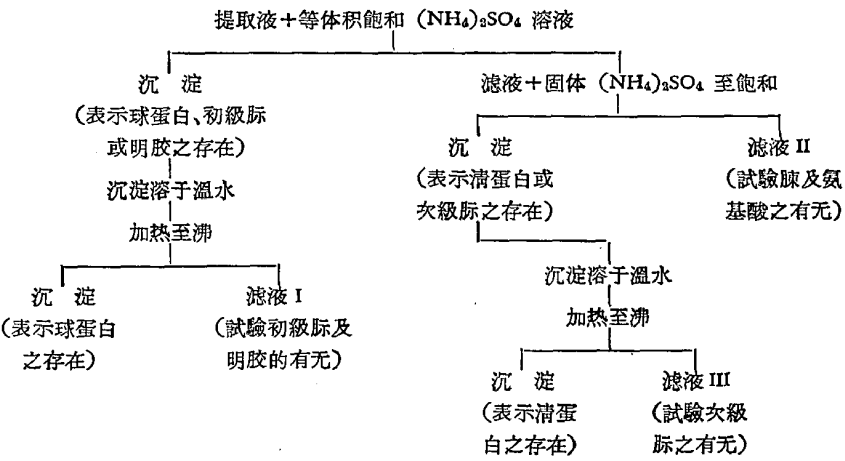 提取液+等体积飽和 (NH₄)₂SO₄ 溶液
沉 淀
(表示球蛋白、初級胨
或明胶之存在)
沉淀溶于溫水
加热至沸
沉 淀
(表示球蛋白
之存在)
滤液 I
(試驗初級胨及
明胶的有无)
滤液+固体 (NH₄)₂SO₄ 至飽和
沉 淀
(表示清蛋白或
次級胨之存在)
滤液 II
(試驗胨及氨
基酸之有无)
沉淀溶于溫水
加热至沸
沉 淀
(表示清蛋
白之存在)
滤液 III
(試驗次級
胨之有无)